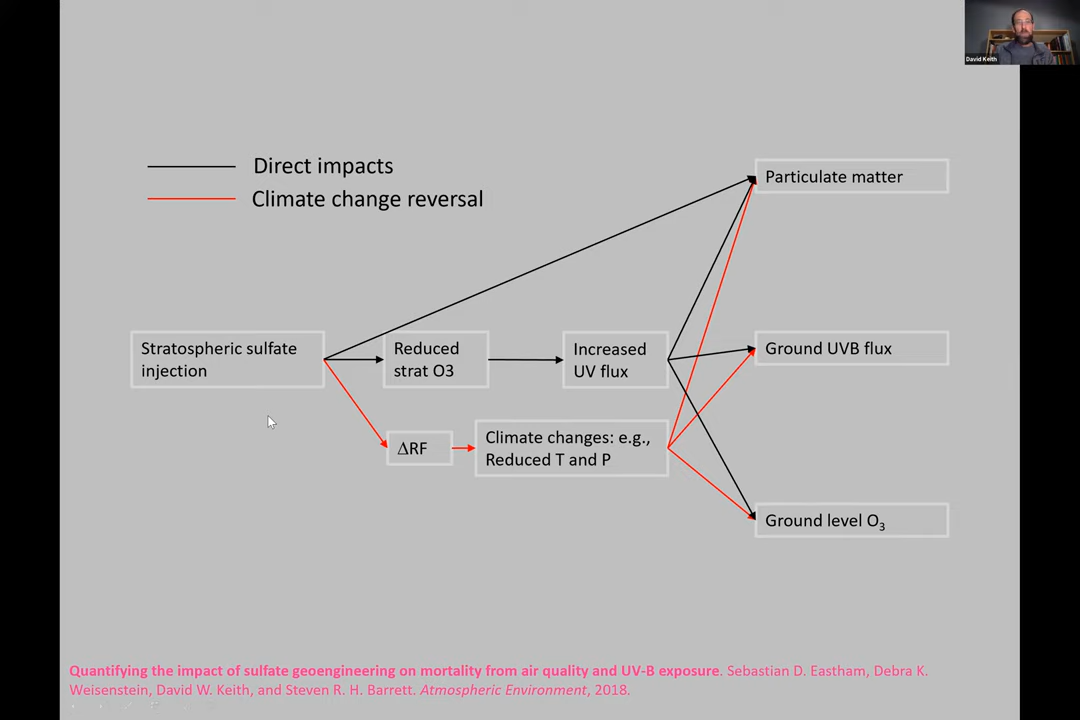 David Keith
Direct impacts
Climate change reversal
Particulate matter
Stratospheric sulfate
injection
Reduced
strat O3
Increased
UV flux
Ground UVB flux
ΔRF
Climate changes: e.g.,
Reduced T and P
Ground level O₃
Quantifying the impact of sulfate geoengineering on mortality from air quality and UV-B exposure. Sebastian D. Eastham, Debra K.
Weisenstein, David W. Keith, and Steven R. H. Barrett. Atmospheric Environment, 2018.